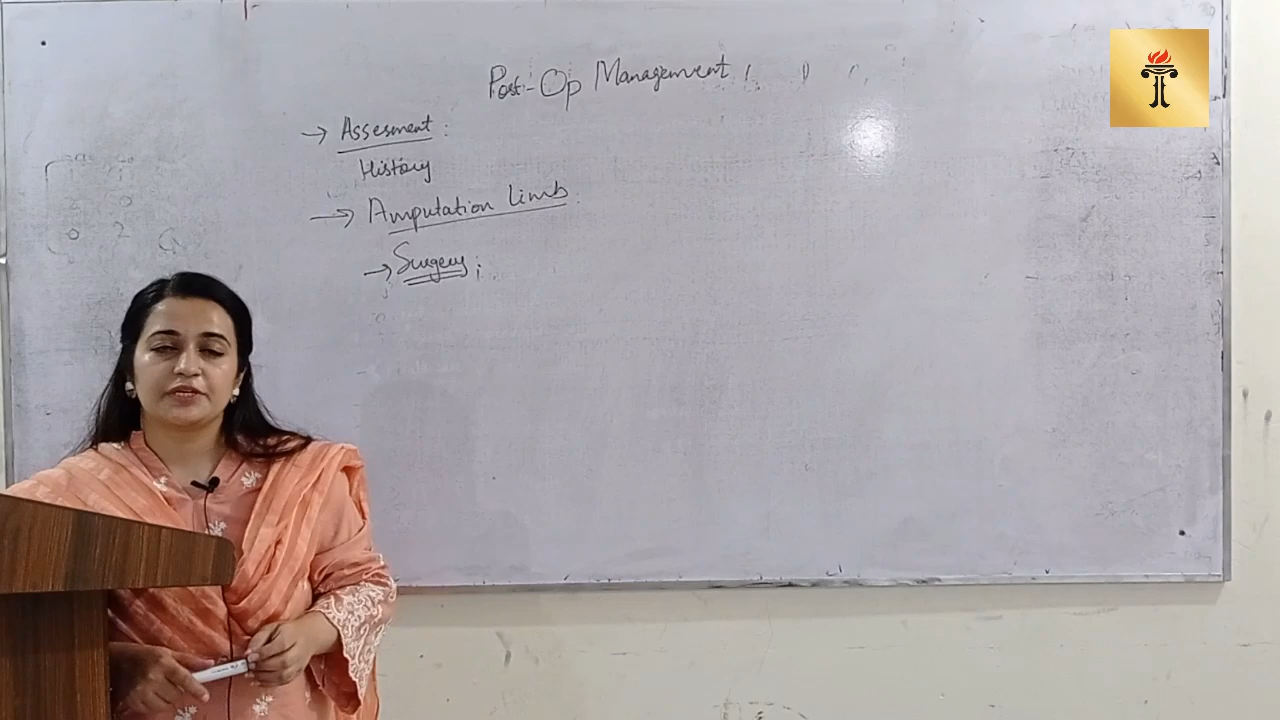 Post-Op Management
→ Assesment:
History
→ Amputation limb.
→ Surgery;